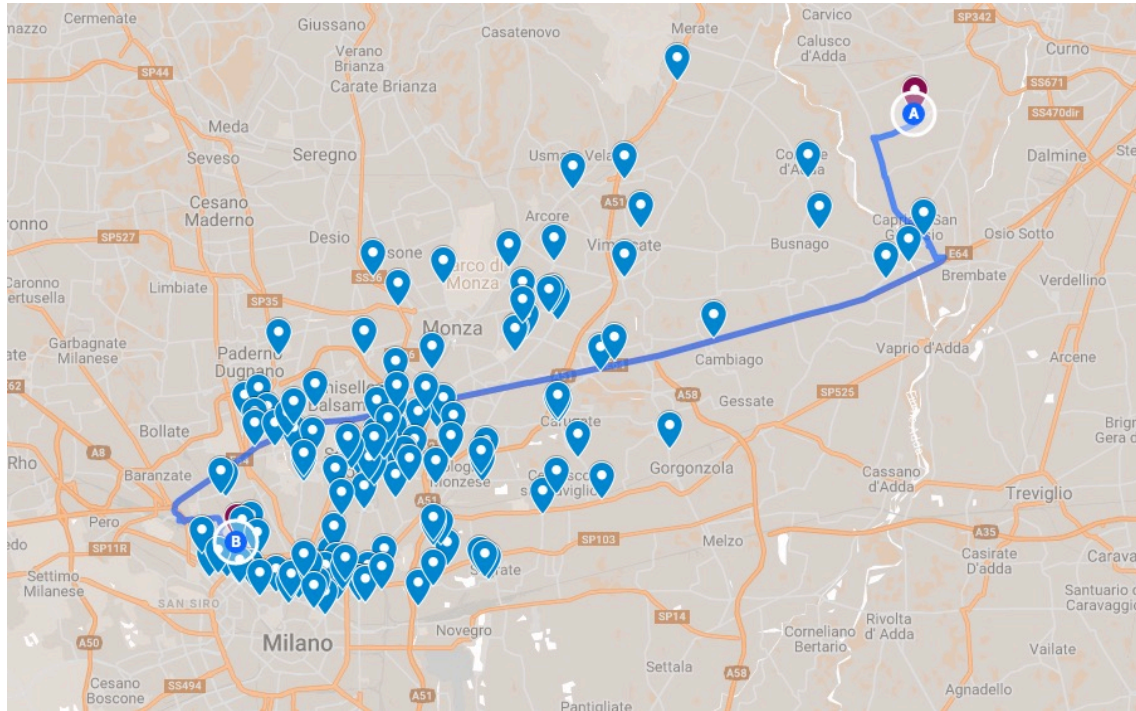 Cermenate
Giussano
Casatenovo
Merate
Carvico
SP342
Curno
Verano
Brianza
Calusco
d'Adda
SP44
Carate Brianza
SS671
A
SS470dir
Meda
Seveso
Seregno
Dalmine
Cesano
Maderno
Arcore
A51
SP527
Desio
Busnago
Osio Sotto
E64
Limbiate
Monza
Brembate
Verdellino
SP35
Garbagnate
Milanese
Monza
Paderno
Dugnano
Cambiago
Vaprio d'Adda
Arcene
SP525
A58
Gessate
Bollate
Rho
A8
Gorgonzola
Baranzate
Monzese
Cassano
d'Adda
Treviglio
A51
Pero
A35
B
SP103
Melzo
SP11R
Casirate
D'Adda
Settimo
Milanese
SAN SIRO
SP14
Rivolta
d'Adda
Milano
Novegro
A50
Corneliano
Bertario
Vailate
Settala
A58
Cesano
Boscone
SS494
A51
Agnadello
Pantigliate